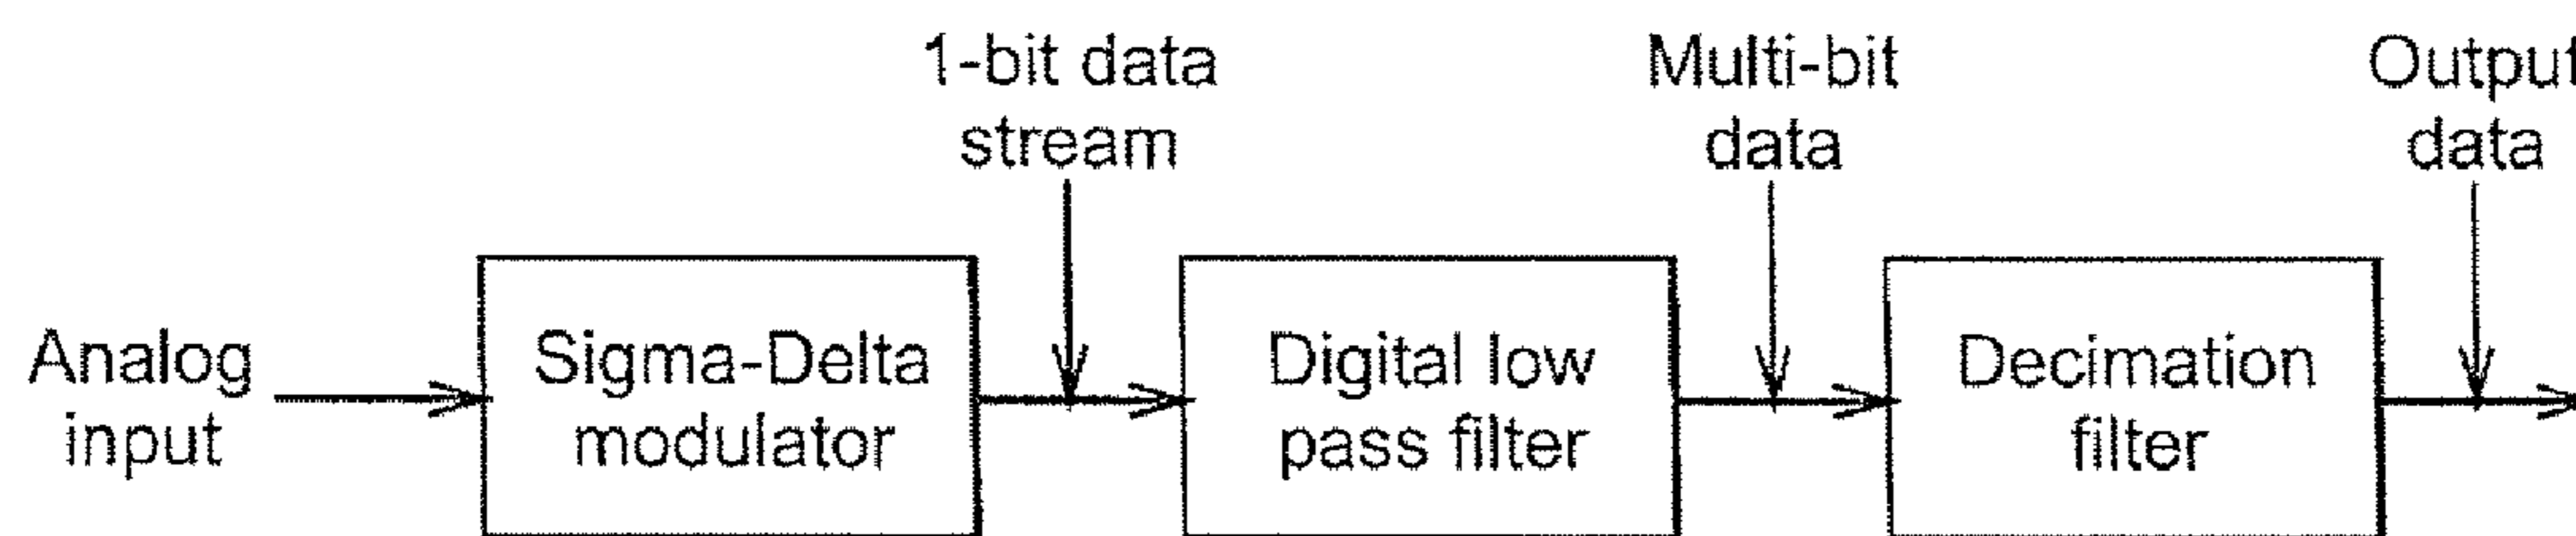 1-bit data
stream
Multi-bit
data
Output
data
Analog
input
Sigma-Delta
modulator
Digital low
pass filter
Decimation
filter